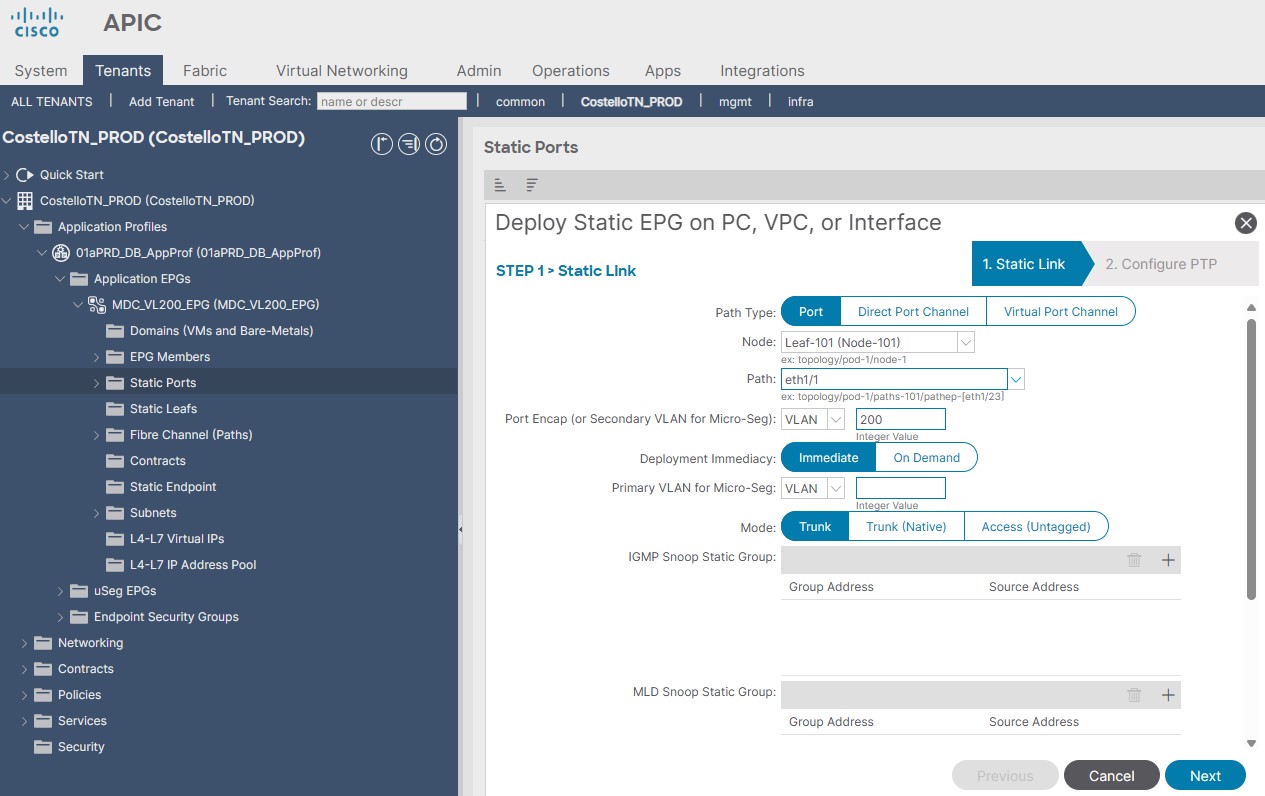 CISCO
APIC
System Tenants Fabric Virtual Networking Admin Operations Apps Integrations
ALL TENANTS | Add Tenant | Tenant Search: name or descr | common | CostelloTN_PROD | mgmt | infra
CostelloTN_PROD (CostelloTN_PROD)
Quick Start
CostelloTN_PROD (CostelloTN_PROD)
Application Profiles
01aPRD_DB_AppProf (01aPRD_DB_AppProf)
Application EPGs
MDC_VL200_EPG (MDC_VL200_EPG)
Domains (VMs and Bare-Metals)
EPG Members
Static Ports
Static Leafs
Fibre Channel (Paths)
Contracts
Static Endpoint
Subnets
L4-L7 Virtual IPs
L4-L7 IP Address Pool
uSeg EPGs
Endpoint Security Groups
Networking
Contracts
Policies
Services
Security
Static Ports
Deploy Static EPG on PC, VPC, or Interface
STEP 1 > Static Link
1. Static Link 2. Configure PTP
Path Type: Port Direct Port Channel Virtual Port Channel
Node: Leaf-101 (Node-101)
ex: topology/pod-1/node-1
Path: eth1/1
ex: topology/pod-1/paths-101/pathep-[eth1/23]
Port Encap (or Secondary VLAN for Micro-Seg): VLAN 200
Integer Value
Deployment Immediacy: Immediate On Demand
Primary VLAN for Micro-Seg: VLAN
Integer Value
Mode: Trunk Trunk (Native) Access (Untagged)
IGMP Snoop Static Group:
Group Address Source Address
MLD Snoop Static Group:
Group Address Source Address
Previous Cancel Next